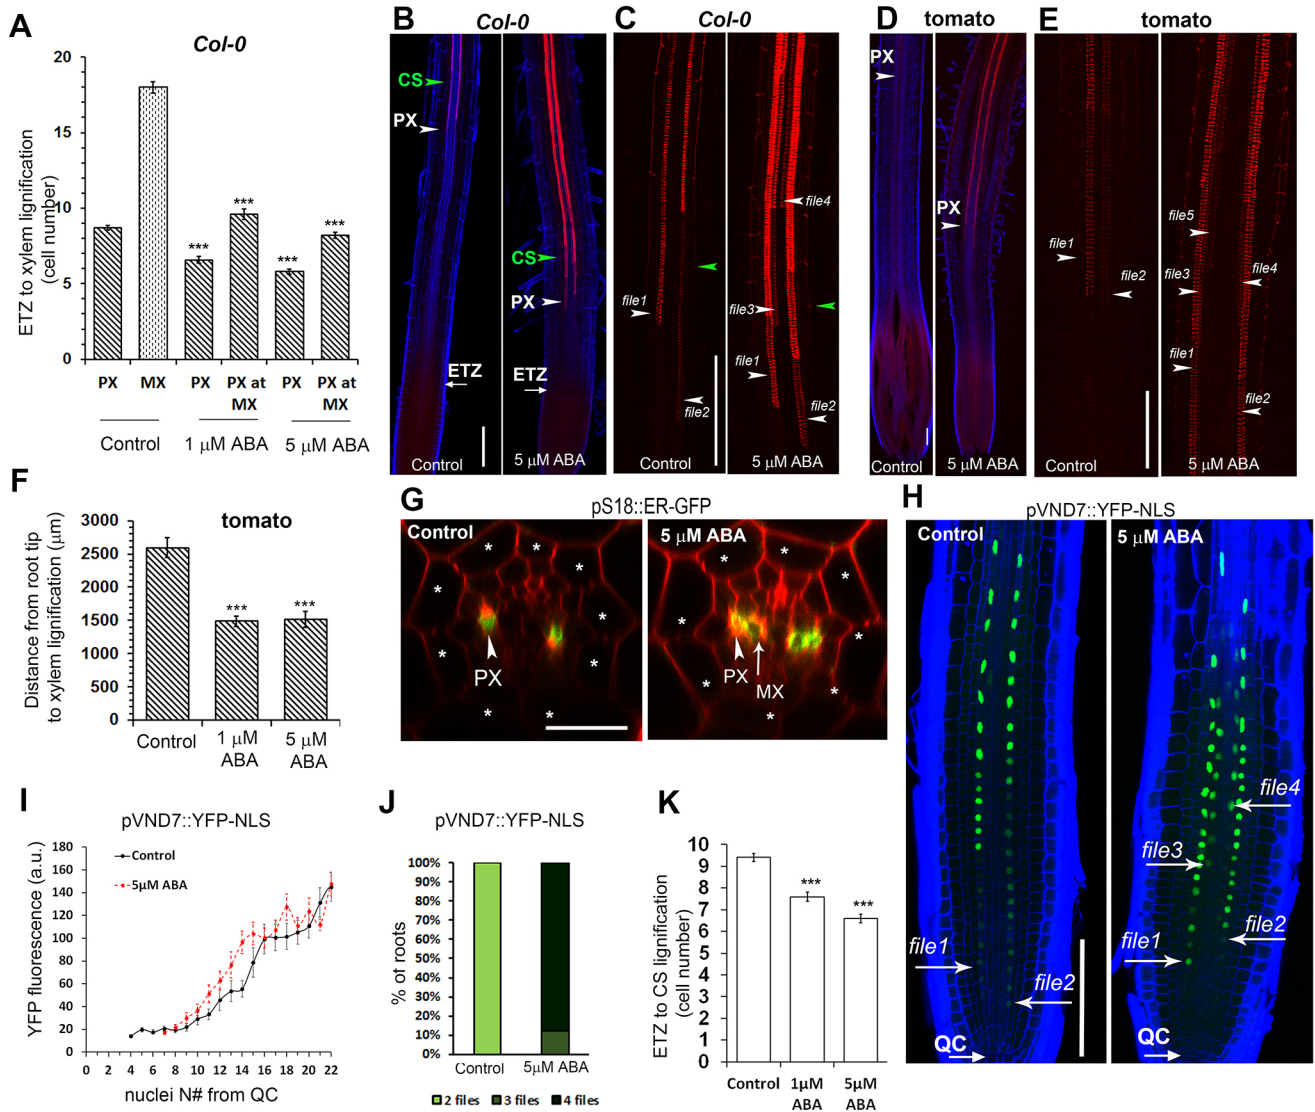 A
Col-0
ETZ to xylem lignification
(cell number)
20
15
10
5
0
***
***
***
***
PX
MX
PX
PX at
MX
PX
PX at
MX
Control
1 μM ABA
5 μM ABA
B
Col-0
CS
PX
ETZ
Control
CS
PX
ETZ
5 μM ABA
C
Col-0
file1
file2
Control
file4
file3
file1
file2
5 μM ABA
D
tomato
PX
Control
PX
5 μM ABA
E
tomato
file1
file2
Control
file5
file3
file4
file1
file2
5 μM ABA
F
tomato
Distance from root tip
to xylem lignification (μm)
3000
2500
2000
1500
1000
500
0
***
***
Control
1 μM
ABA
5 μM
ABA
G
pS18::ER-GFP
Control
* * * * * * * * *
PX
5 μM ABA
* * * * * * * *
PX
MX
H
pVND7::YFP-NLS
Control
file1
file2
QC
5 μM ABA
file4
file3
file2
file1
QC
I
pVND7::YFP-NLS
YFP fluorescence (a.u.)
180
160
140
120
100
80
60
40
20
0
Control
5μM ABA
0 2 4 6 8 10 12 14 16 18 20 22
nuclei N# from QC
J
pVND7::YFP-NLS
% of roots
100%
90%
80%
70%
60%
50%
40%
30%
20%
10%
0%
Control
5μM ABA
2 files
3 files
4 files
K
ETZ to CS lignification
(cell number)
10
9
8
7
6
5
4
3
2
1
0
***
***
Control
1μM
ABA
5μM
ABA